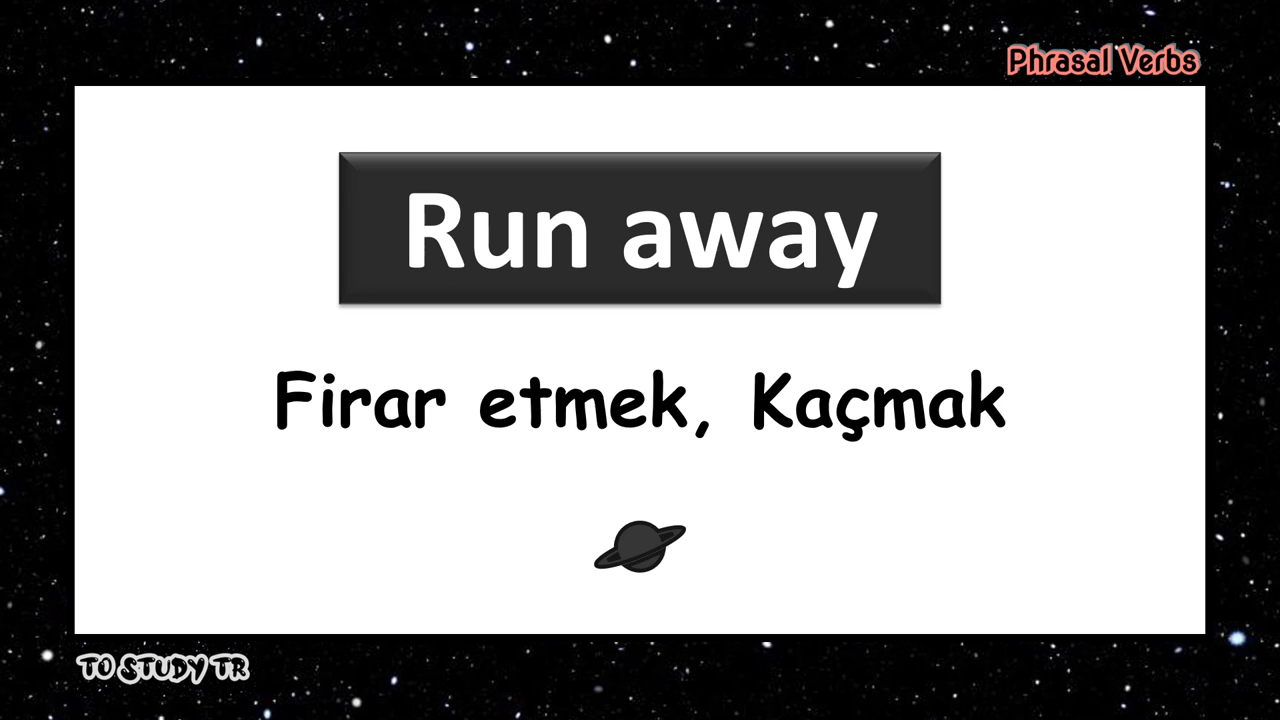 Phrasal Verbs
Run away
Firar etmek, Kaçmak
TO STUDY TR